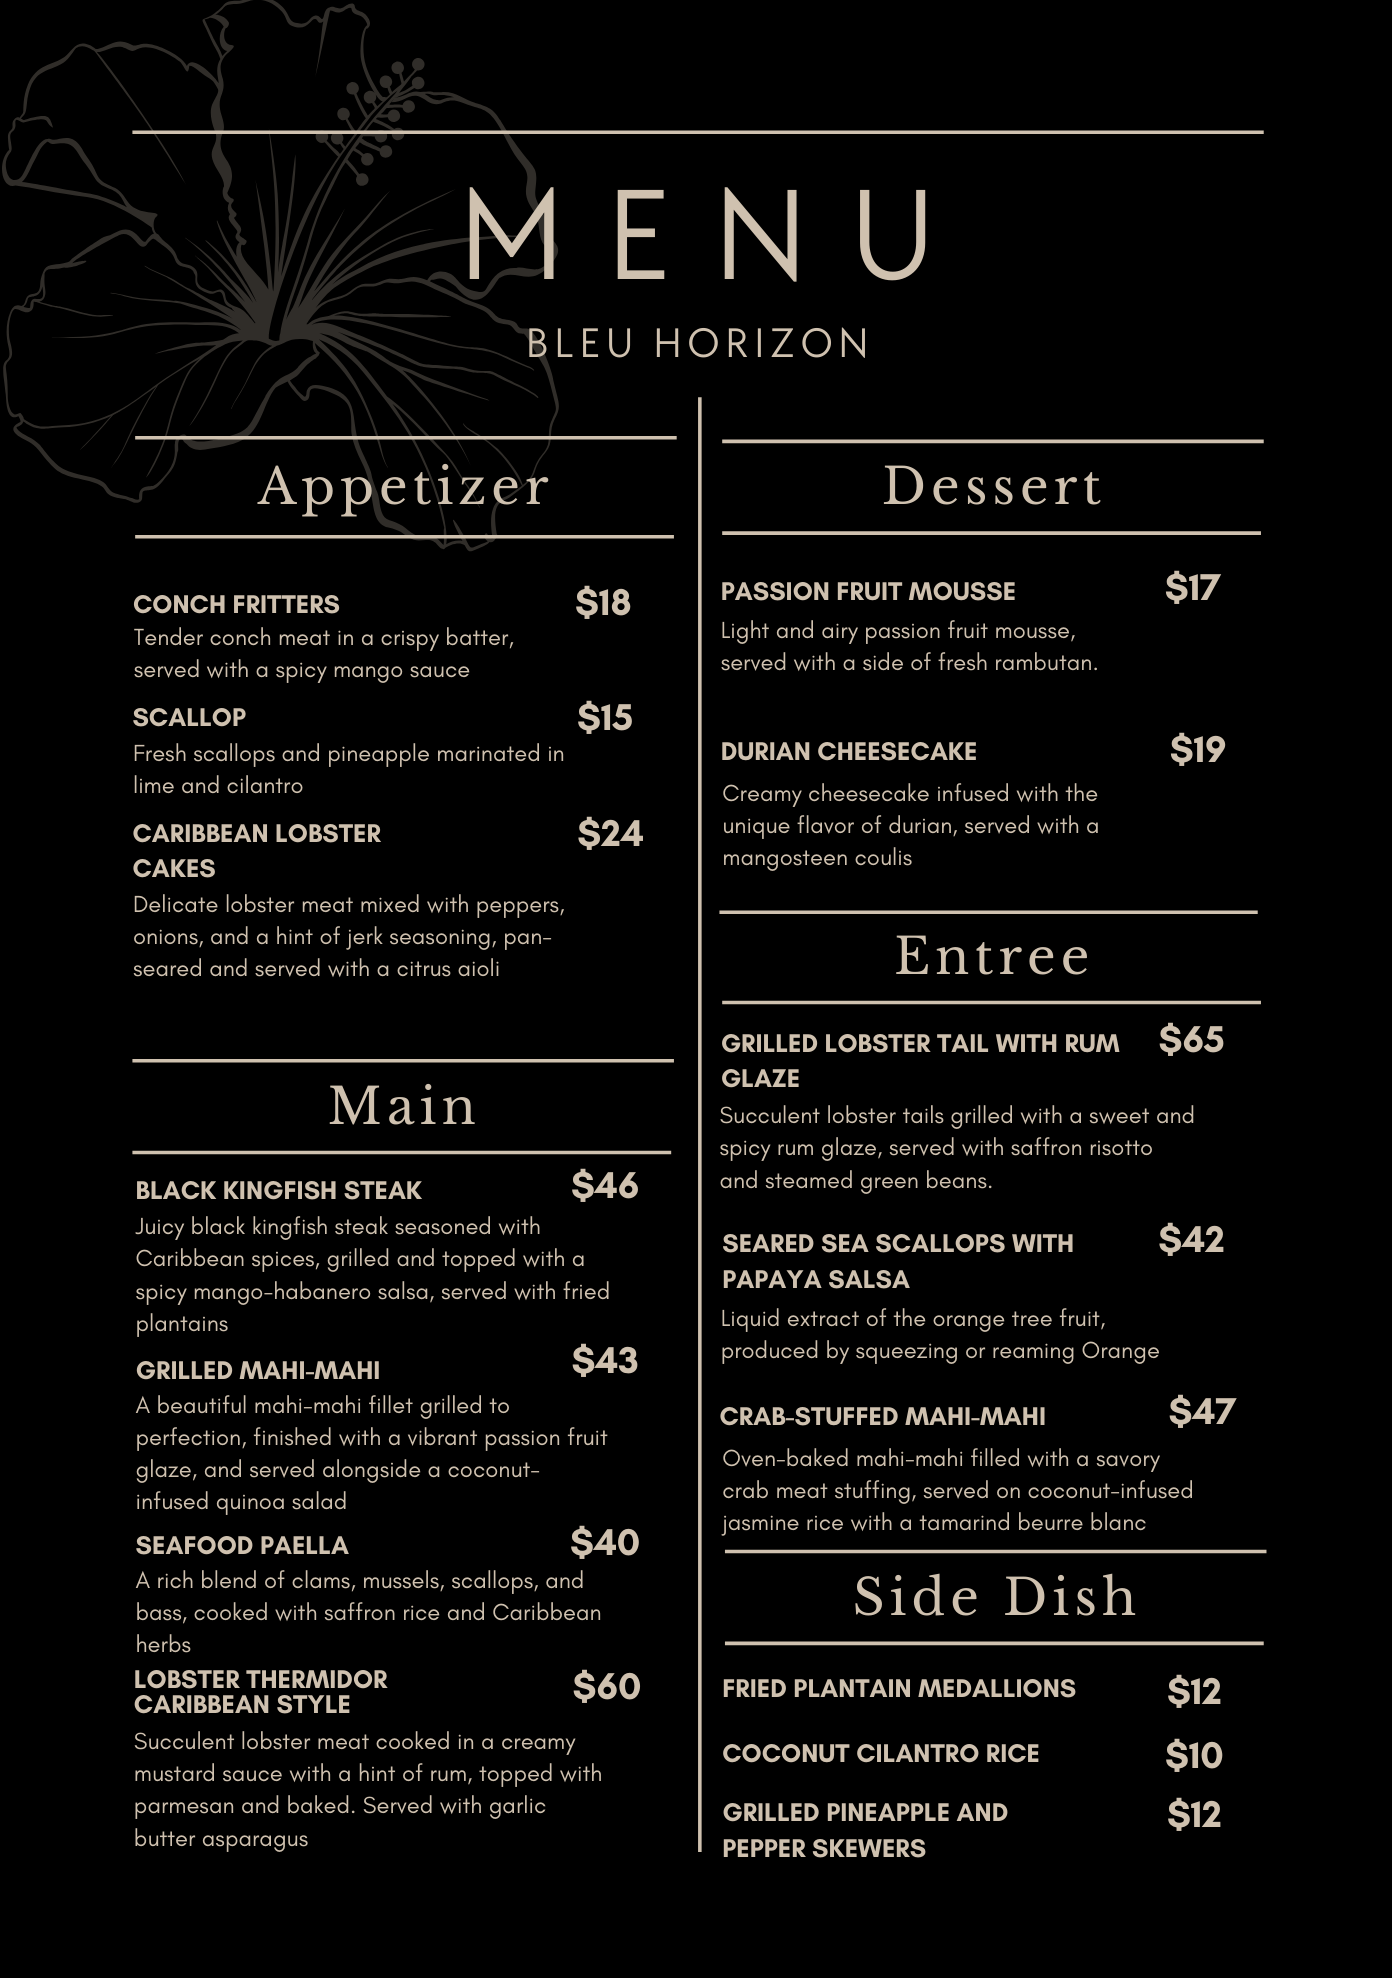 MENU
BLEU HORIZON
Appetizer
CONCH FRITTERS $18
Tender conch meat in a crispy batter,
served with a spicy mango sauce
SCALLOP $15
Fresh scallops and pineapple marinated in
lime and cilantro
CARIBBEAN LOBSTER $24
CAKES
Delicate lobster meat mixed with peppers,
onions, and a hint of jerk seasoning, pan-
seared and served with a citrus aioli
Main
BLACK KINGFISH STEAK $46
Juicy black kingfish steak seasoned with
Caribbean spices, grilled and topped with a
spicy mango-habanero salsa, served with fried
plantains
GRILLED MAHI-MAHI $43
A beautiful mahi-mahi fillet grilled to
perfection, finished with a vibrant passion fruit
glaze, and served alongside a coconut-
infused quinoa salad
SEAFOOD PAELLA $40
A rich blend of clams, mussels, scallops, and
bass, cooked with saffron rice and Caribbean
herbs
LOBSTER THERMIDOR $60
CARIBBEAN STYLE
Succulent lobster meat cooked in a creamy
mustard sauce with a hint of rum, topped with
parmesan and baked. Served with garlic
butter asparagus
Dessert
PASSION FRUIT MOUSSE $17
Light and airy passion fruit mousse,
served with a side of fresh rambutan.
DURIAN CHEESECAKE $19
Creamy cheesecake infused with the
unique flavor of durian, served with a
mangosteen coulis
Entree
GRILLED LOBSTER TAIL WITH RUM $65
GLAZE
Succulent lobster tails grilled with a sweet and
spicy rum glaze, served with saffron risotto
and steamed green beans.
SEARED SEA SCALLOPS WITH $42
PAPAYA SALSA
Liquid extract of the orange tree fruit,
produced by squeezing or reaming Orange
CRAB-STUFFED MAHI-MAHI $47
Oven-baked mahi-mahi filled with a savory
crab meat stuffing, served on coconut-infused
jasmine rice with a tamarind beurre blanc
Side Dish
FRIED PLANTAIN MEDALLIONS $12
COCONUT CILANTRO RICE $10
GRILLED PINEAPPLE AND $12
PEPPER SKEWERS